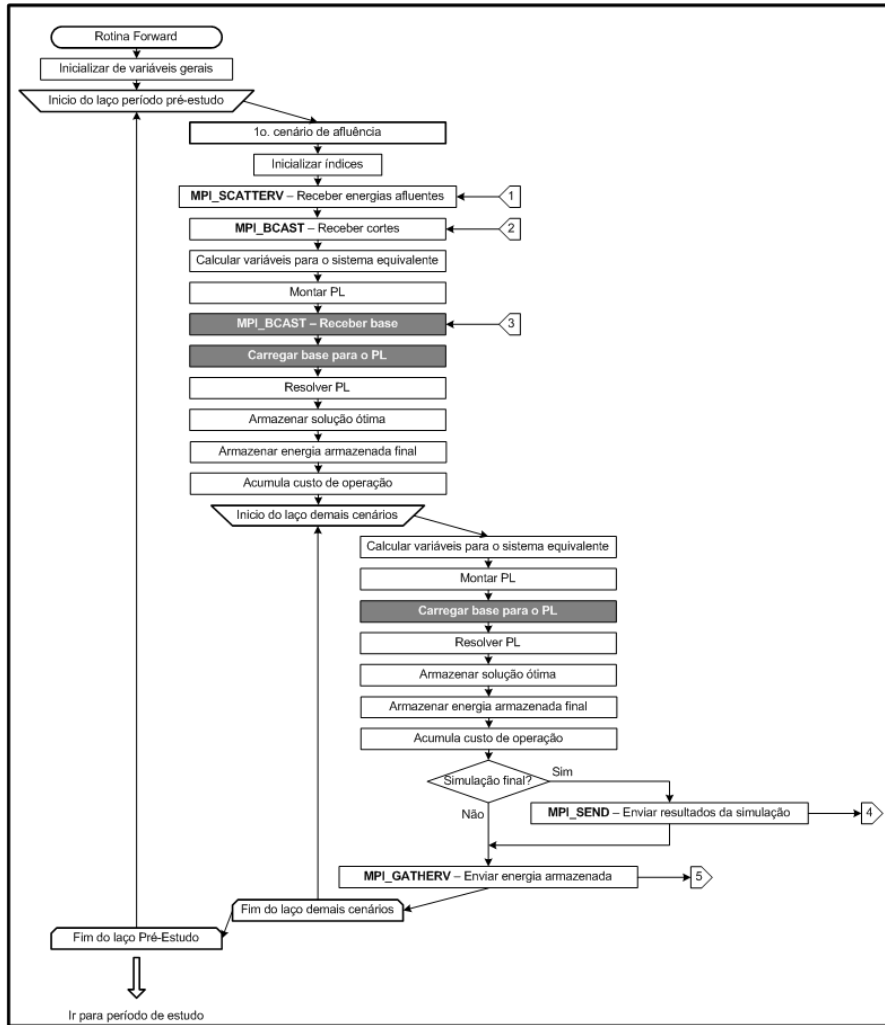 Rotina Forward
Inicializar de variáveis gerais
Inicio do laço período pré-estudo
1o. cenário de afluência
Inicializar índices
MPI_SCATTERV – Receber energias afluentes
1
MPI_BCAST – Receber cortes
2
Calcular variáveis para o sistema equivalente
Montar PL
MPI_BCAST – Receber base
3
Carregar base para o PL
Resolver PL
Armazenar solução ótima
Armazenar energia armazenada final
Acumula custo de operação
Inicio do laço demais cenários
Calcular variáveis para o sistema equivalente
Montar PL
Carregar base para o PL
Resolver PL
Armazenar solução ótima
Armazenar energia armazenada final
Acumula custo de operação
Simulação final?
Sim
Não
MPI_SEND – Enviar resultados da simulação
4
MPI_GATHERV – Enviar energia armazenada
5
Fim do laço demais cenários
Fim do laço Pré-Estudo
Ir para período de estudo